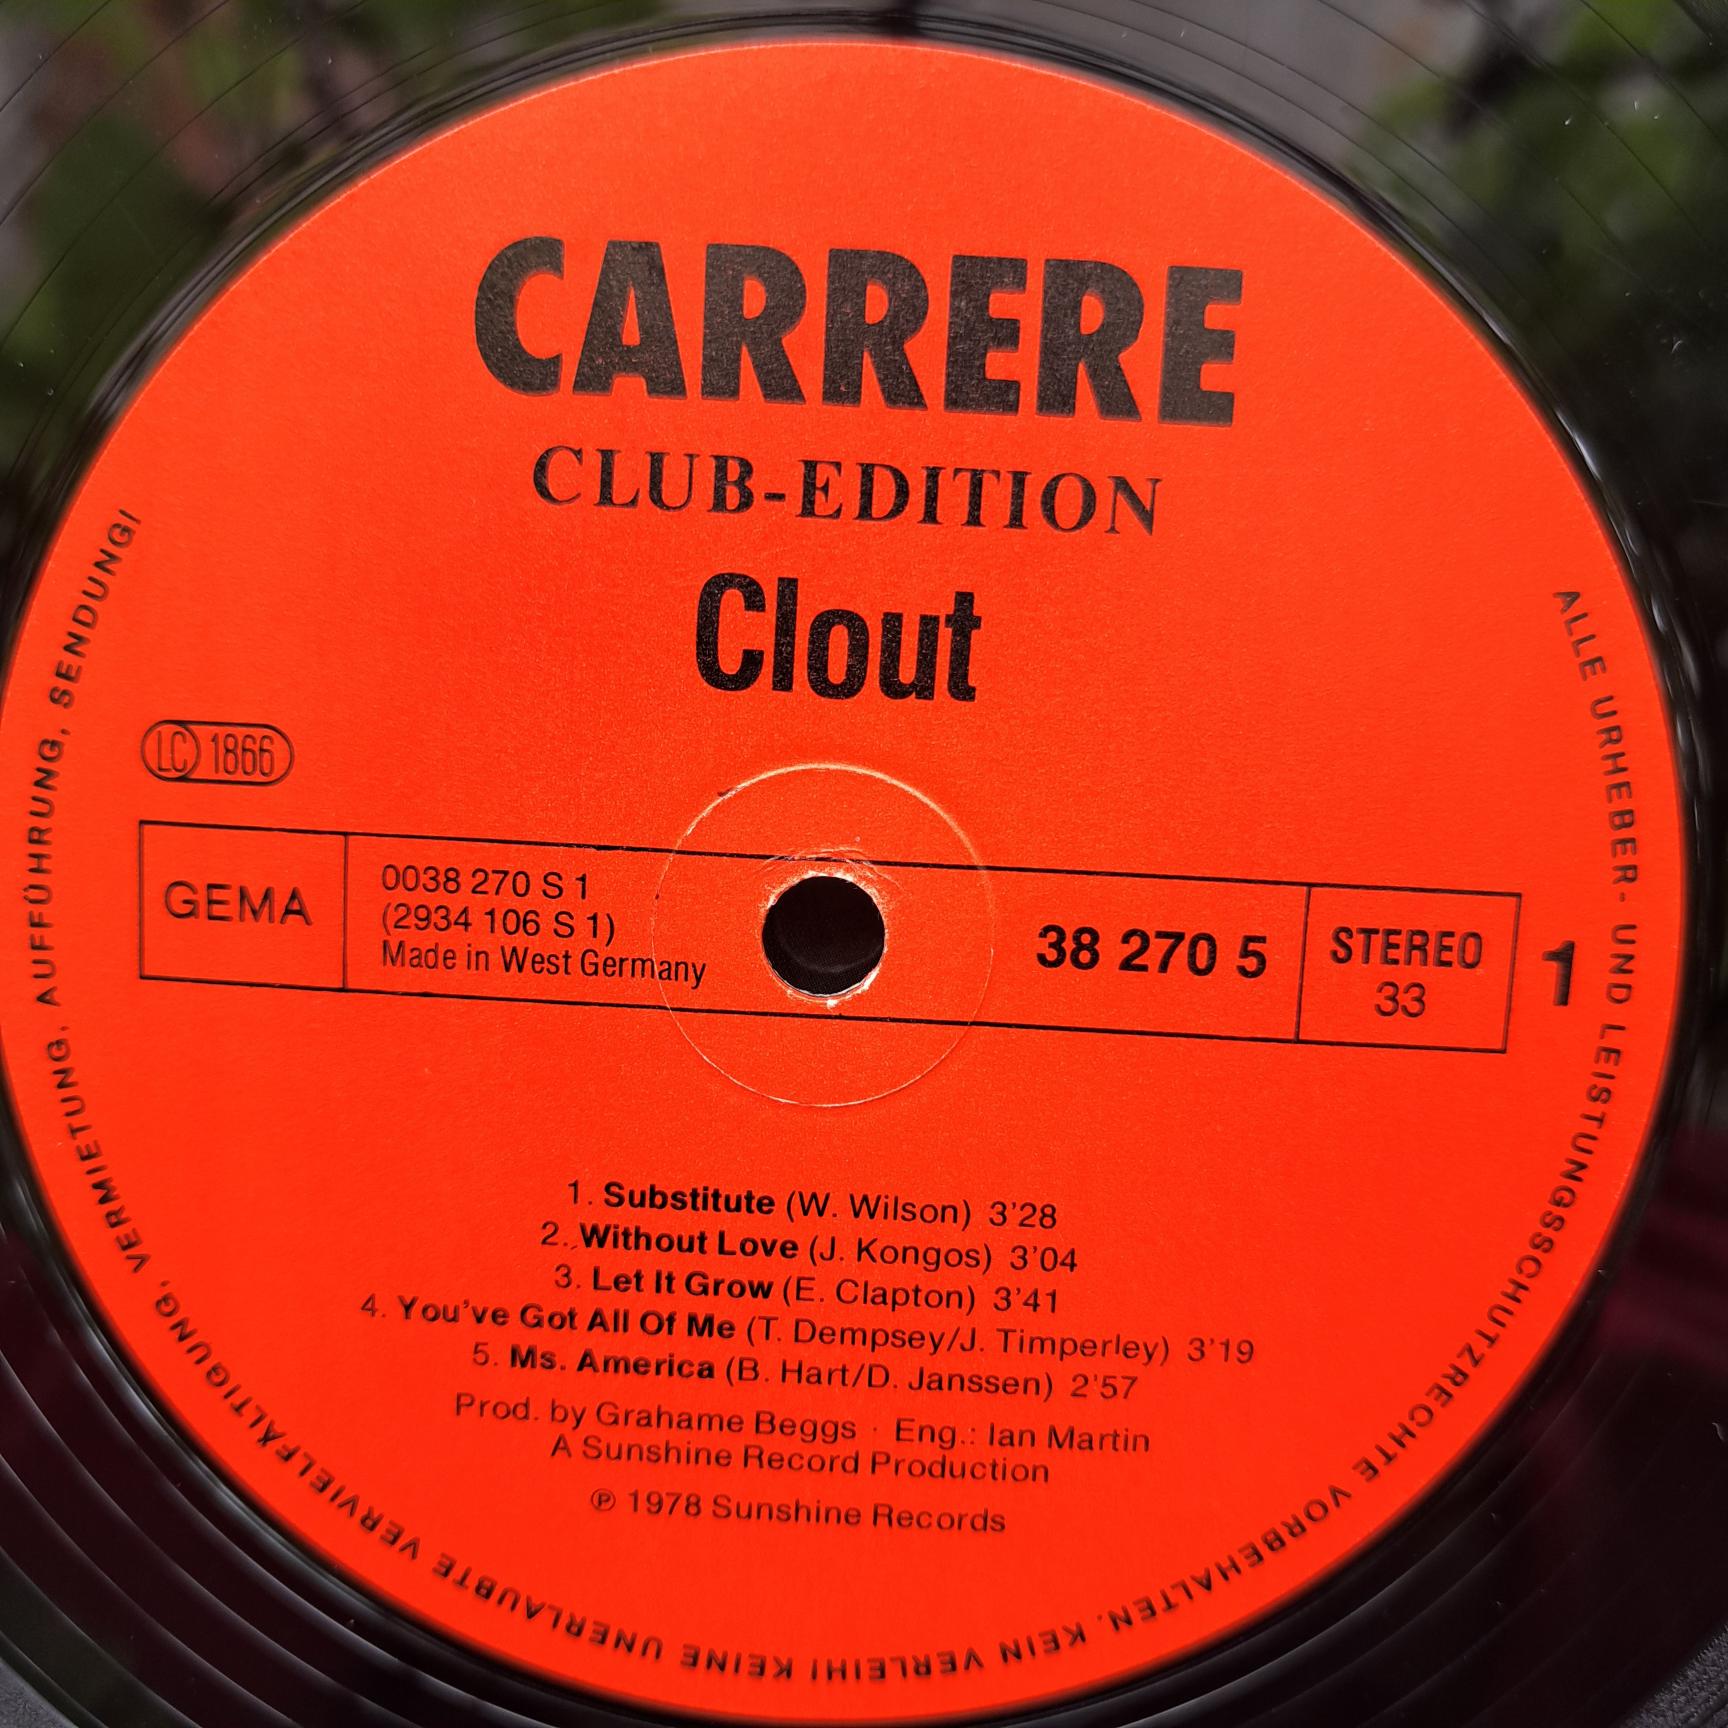 CARRERE
CLUB-EDITION
Clout
LC 1866
GEMA
0038 270 S 1
(2934 106 S 1)
Made in West Germany
38 270 5
STEREO
33
1
1. Substitute (W. Wilson) 3'28
2. Without Love (J. Kongos) 3'04
3. Let It Grow (E. Clapton) 3'41
4. You've Got All Of Me (T. Dempsey/J. Timperley) 3'19
5. Ms. America (B. Hart/D. Janssen) 2'57
Prod. by Grahame Beggs · Eng.: Ian Martin
A Sunshine Record Production
℗ 1978 Sunshine Records
ALLE URHEBER- UND LEISTUNGSSCHUTZRECHTE VORBEHALTEN. KEIN VERLEIH! KEINE UNERLAUBTE VERVIELFÄLTIGUNG, VERMIETUNG, AUFFÜHRUNG, SENDUNG!